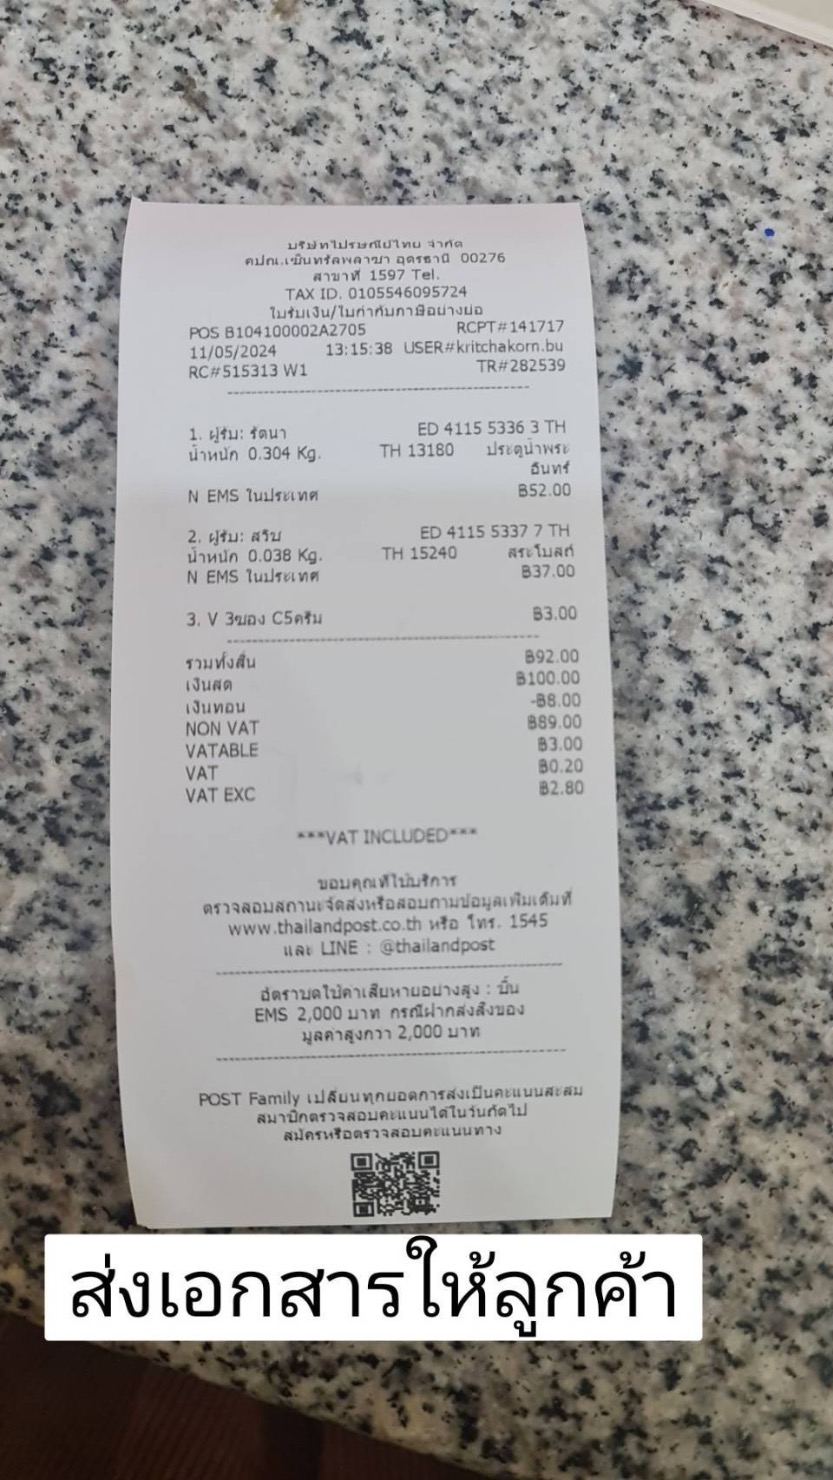 บริษัทไปรษณีย์ไทย จำกัด
คปณ.เซ็นทรัลพลาซา อุดรธานี 00276
สาขาที่ 1597 Tel.
TAX ID. 0105546095724
ใบรับเงิน/ใบกำกับภาษีอย่างย่อ
POS B104100002A2705 RCPT#141717
11/05/2024 13:15:38 USER#kritchakorn.bu
RC#515313 W1 TR#282539
1. ผู้รับ: รัตนา ED 4115 5336 3 TH
น้ำหนัก 0.304 Kg. TH 13180 ประตูน้ำพระ
อินทร์
N EMS ในประเทศ ฿52.00
2. ผู้รับ: สวิบ ED 4115 5337 7 TH
น้ำหนัก 0.038 Kg. TH 15240 สระโบสถ์
N EMS ในประเทศ ฿37.00
3. V 3ซอง C5ครีม ฿3.00
รวมทั้งสิ้น ฿92.00
เงินสด ฿100.00
เงินทอน -฿8.00
NON VAT ฿89.00
VATABLE ฿3.00
VAT ฿0.20
VAT EXC ฿2.80
***VAT INCLUDED***
ขอบคุณที่ใช้บริการ
ตรวจสอบสถานะจัดส่งหรือสอบถามข้อมูลเพิ่มเติมที่
www.thailandpost.co.th หรือ โทร. 1545
และ LINE : @thailandpost
อัตราชดใช้ค่าเสียหายอย่างสูง : ชิ้น
EMS 2,000 บาท กรณีฝากส่งสิ่งของ
มูลค่าสูงกว่า 2,000 บาท
POST Family เปลี่ยนทุกยอดการส่งเป็นคะแนนสะสม
สมาชิกตรวจสอบคะแนนได้ในวันถัดไป
สมัครหรือตรวจสอบคะแนนทาง
ส่งเอกสารให้ลูกค้า